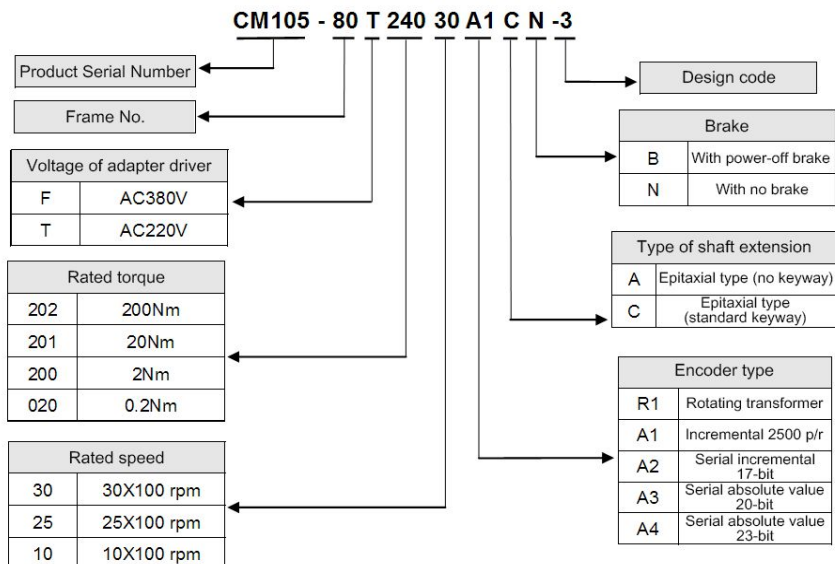 CM105 - 80 T 240 30 A1 C N -3
Product Serial Number
Frame No.
Voltage of adapter driver
F AC380V
T AC220V
Rated torque
202 200Nm
201 20Nm
200 2Nm
020 0.2Nm
Rated speed
30 30X100 rpm
25 25X100 rpm
10 10X100 rpm
Design code
Brake
B With power-off brake
N With no brake
Type of shaft extension
A Epitaxial type (no keyway)
C Epitaxial type
(standard keyway)
Encoder type
R1 Rotating transformer
A1 Incremental 2500 p/r
A2 Serial incremental
17-bit
A3 Serial absolute value
20-bit
A4 Serial absolute value
23-bit